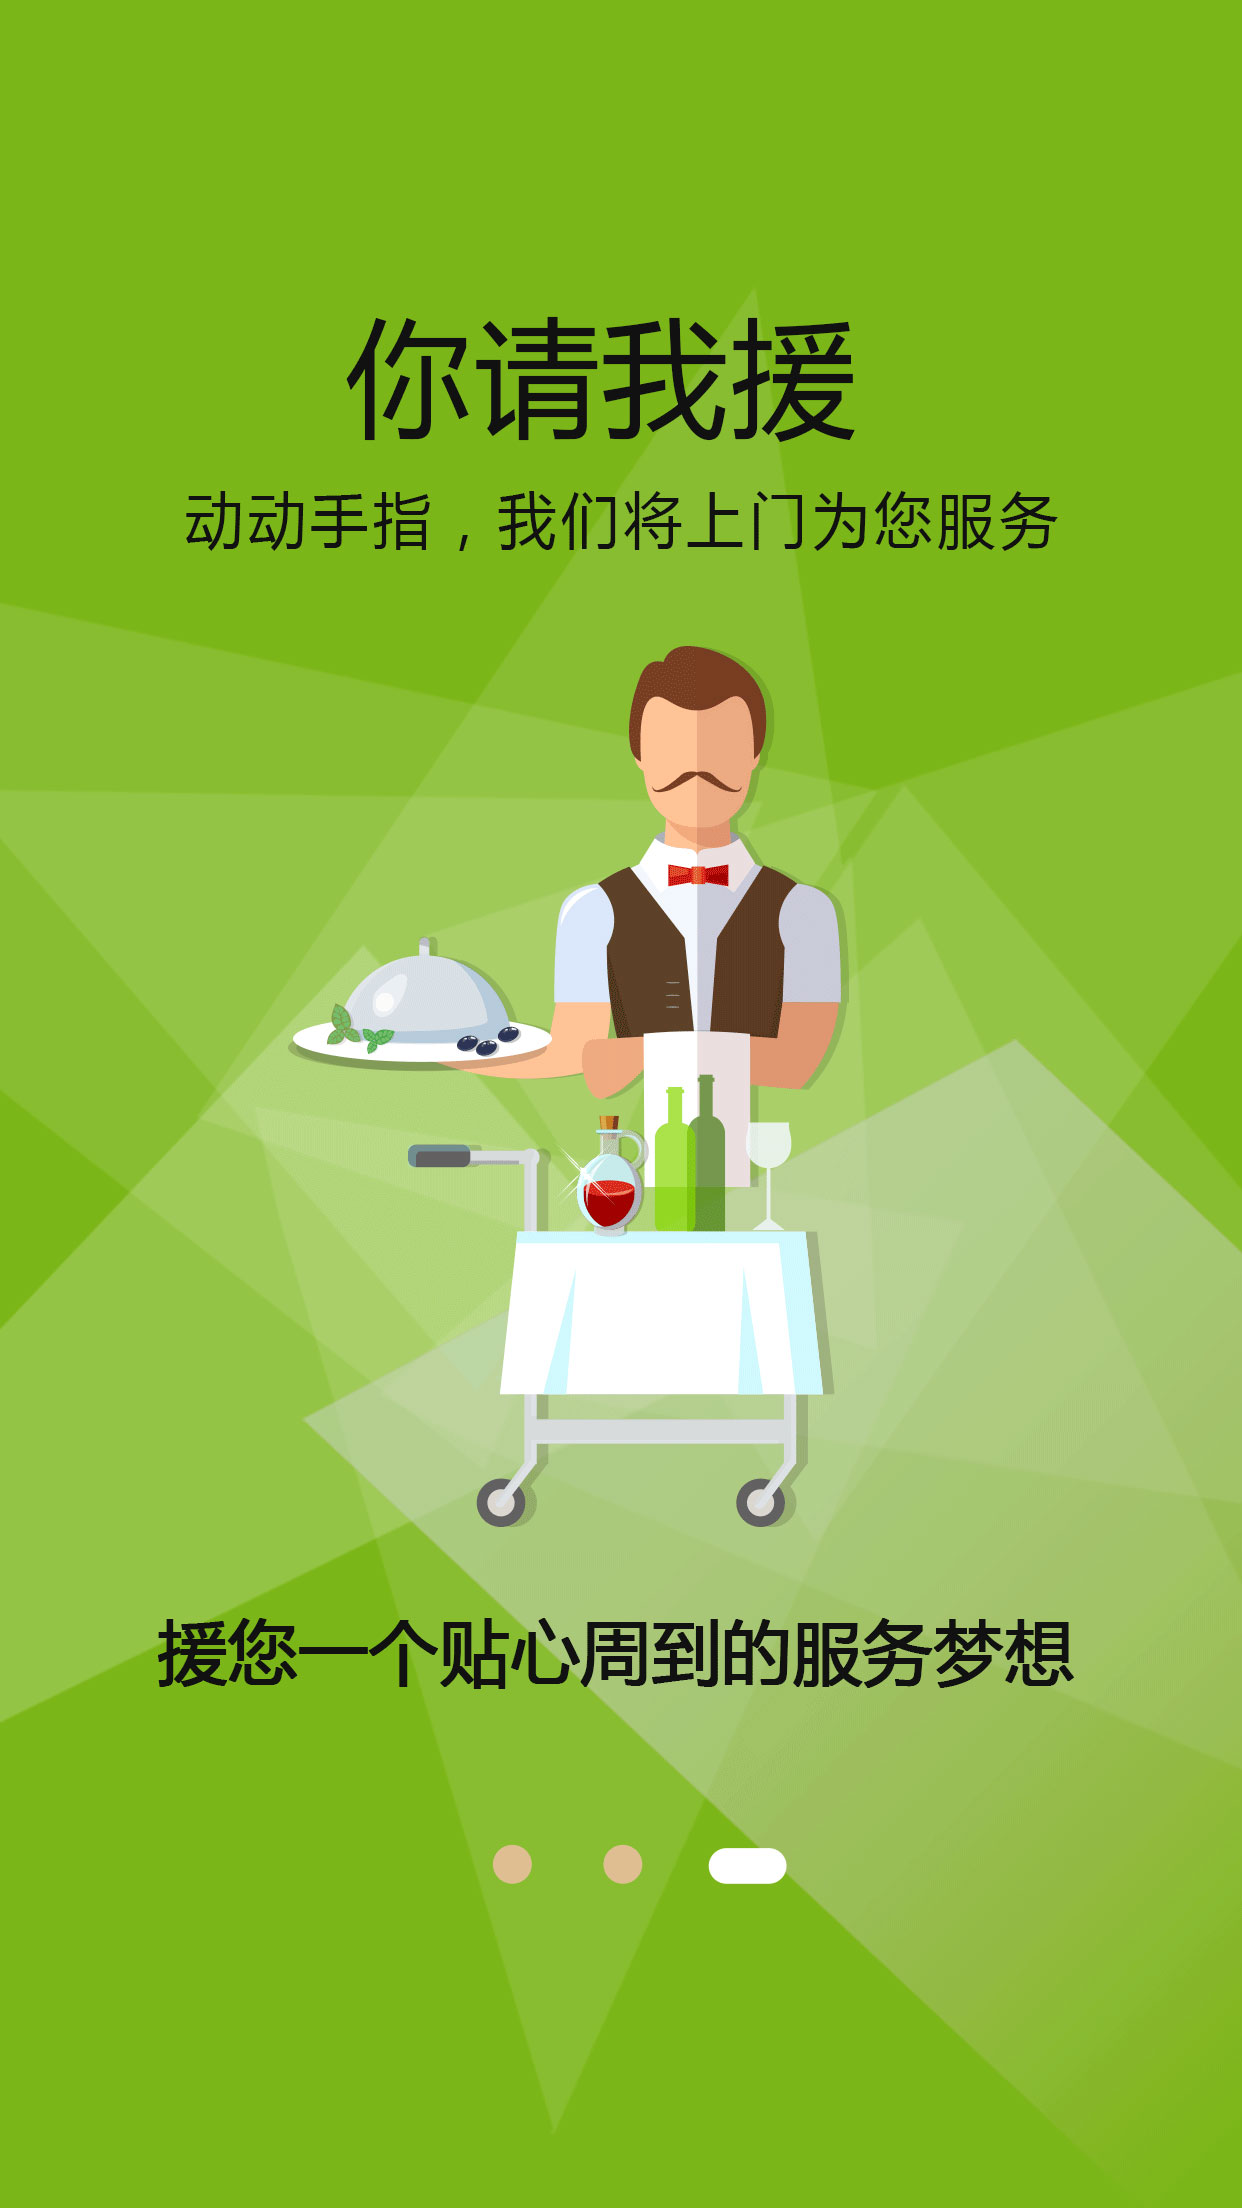 你请我援
动动手指，我们将上门为您服务
援您一个贴心周到的服务梦想